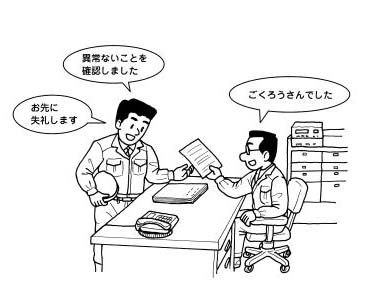 異常ないことを
確認しました
お先に
失礼します
ごくろうさんでした